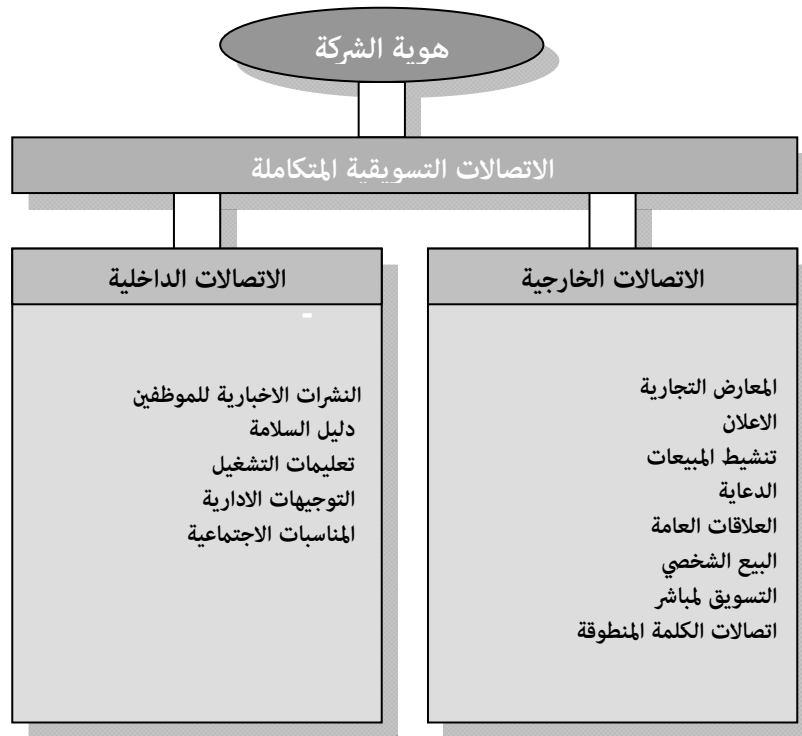 هوية الشركة
الاتصالات التسويقية المتكاملة
الاتصالات الخارجية
المعارض التجارية
الاعلان
تنشيط المبيعات
الدعاية
العلاقات العامة
البيع الشخصي
التسويق لمباشر
اتصالات الكلمة المنطوقة
الاتصالات الداخلية
-
النشرات الاخبارية للموظفين
دليل السلامة
تعليمات التشغيل
التوجيهات الادارية
المناسبات الاجتماعية